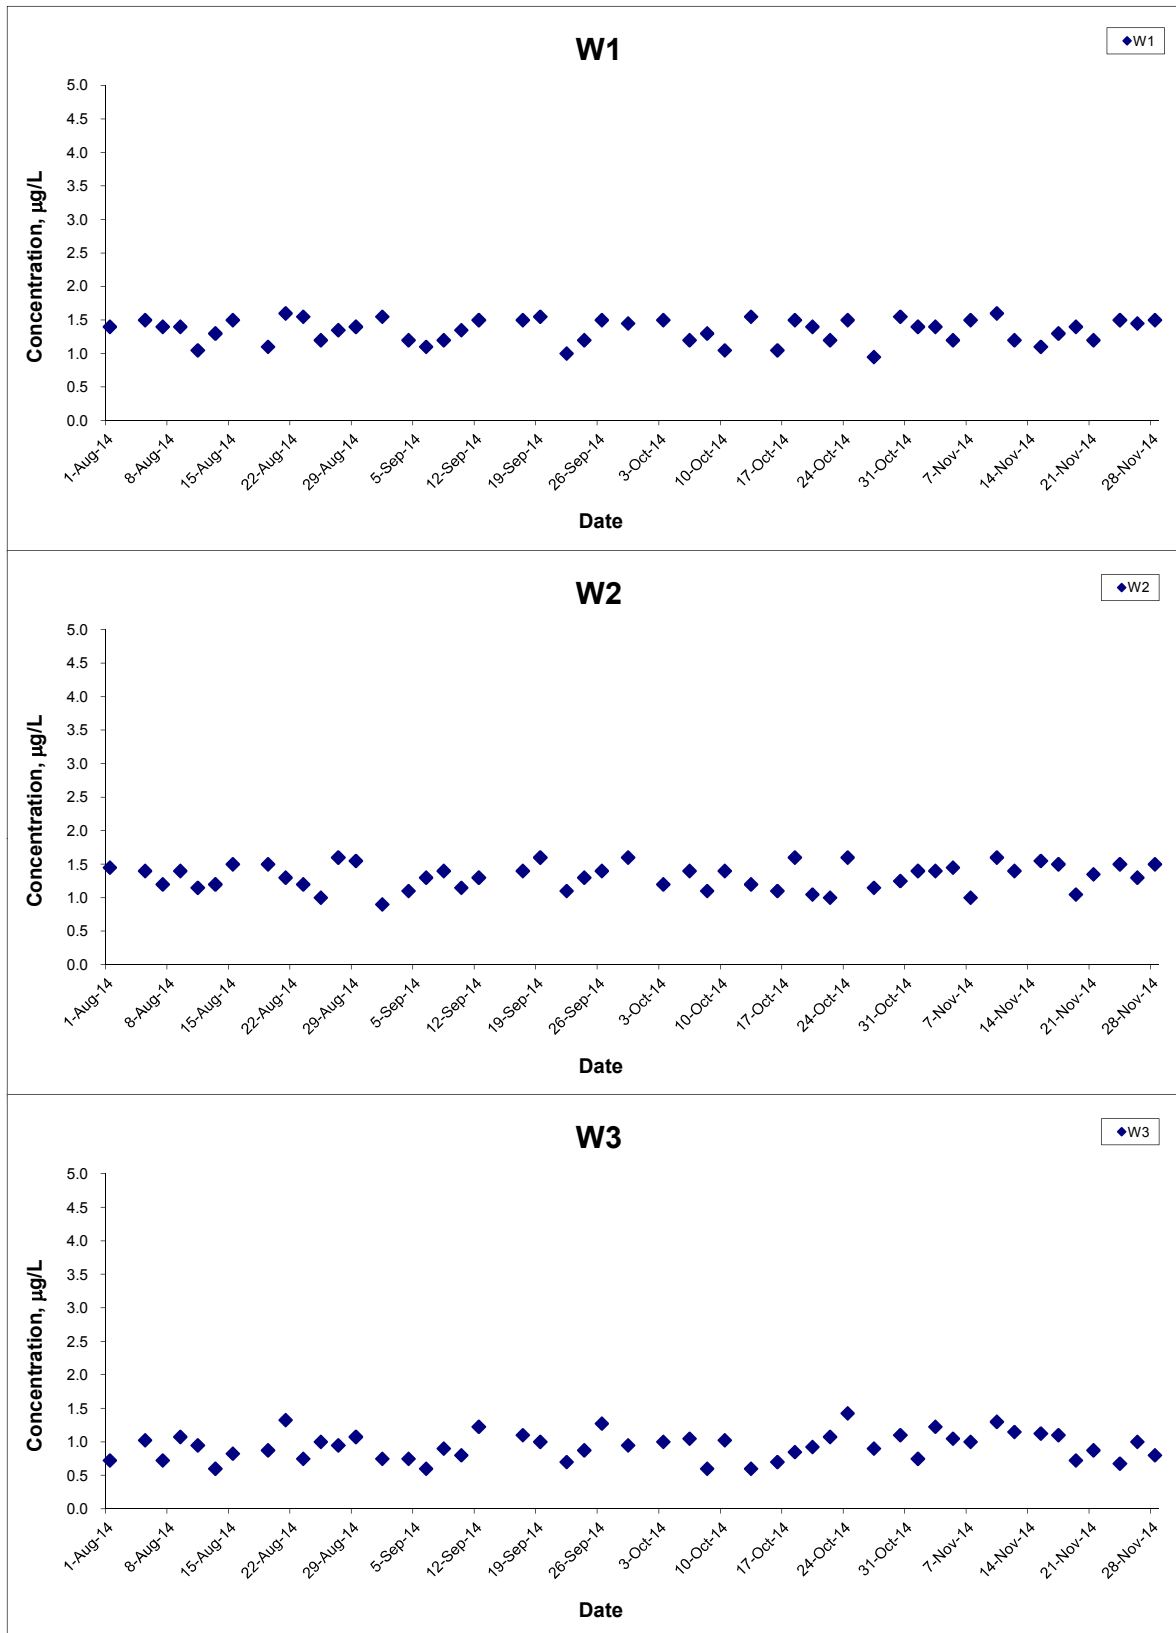 W1
W1
5.0
4.5
4.0
3.5
3.0
2.5
2.0
1.5
1.0
0.5
0.0
Concentration, µg/L
1-Aug-14
8-Aug-14
15-Aug-14
22-Aug-14
29-Aug-14
5-Sep-14
12-Sep-14
19-Sep-14
26-Sep-14
3-Oct-14
10-Oct-14
17-Oct-14
24-Oct-14
31-Oct-14
7-Nov-14
14-Nov-14
21-Nov-14
28-Nov-14
Date
W2
W2
5.0
4.5
4.0
3.5
3.0
2.5
2.0
1.5
1.0
0.5
0.0
Concentration, µg/L
1-Aug-14
8-Aug-14
15-Aug-14
22-Aug-14
29-Aug-14
5-Sep-14
12-Sep-14
19-Sep-14
26-Sep-14
3-Oct-14
10-Oct-14
17-Oct-14
24-Oct-14
31-Oct-14
7-Nov-14
14-Nov-14
21-Nov-14
28-Nov-14
Date
W3
W3
5.0
4.5
4.0
3.5
3.0
2.5
2.0
1.5
1.0
0.5
0.0
Concentration, µg/L
1-Aug-14
8-Aug-14
15-Aug-14
22-Aug-14
29-Aug-14
5-Sep-14
12-Sep-14
19-Sep-14
26-Sep-14
3-Oct-14
10-Oct-14
17-Oct-14
24-Oct-14
31-Oct-14
7-Nov-14
14-Nov-14
21-Nov-14
28-Nov-14
Date